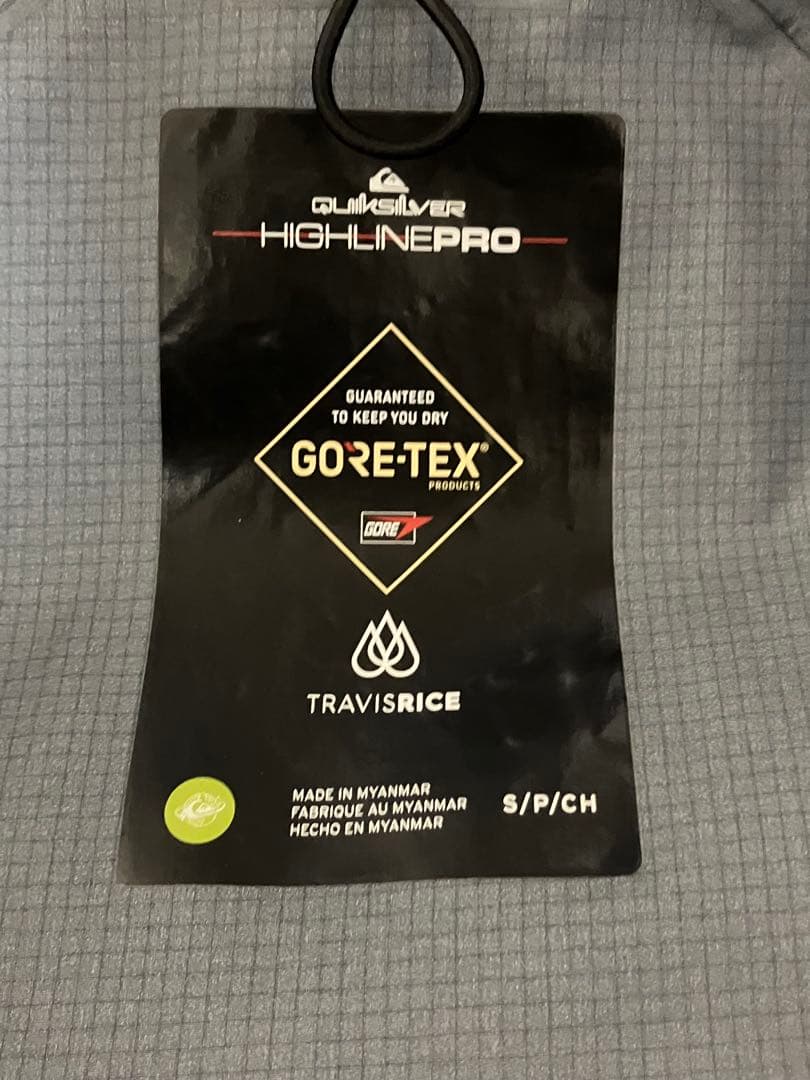 QUIKSILVER
HIGHLINEPRO
GUARANTEED
TO KEEP YOU DRY
GORE-TEX®
PRODUCTS
GORE
TRAVISRICE
MADE IN MYANMAR
FABRIQUE AU MYANMAR
HECHO EN MYANMAR
S/P/CH